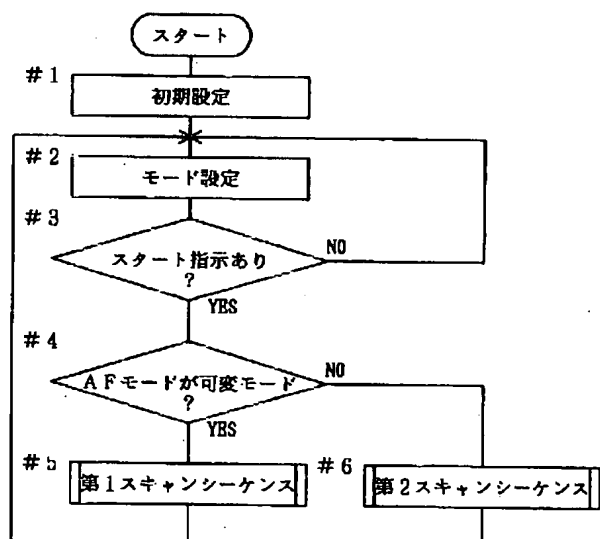 スタート
#1
初期設定
#2
モード設定
#3
スタート指示あり
?
NO
YES
#4
AFモードが可変モード
?
NO
YES
#5
第1スキャンシーケンス
#6
第2スキャンシーケンス